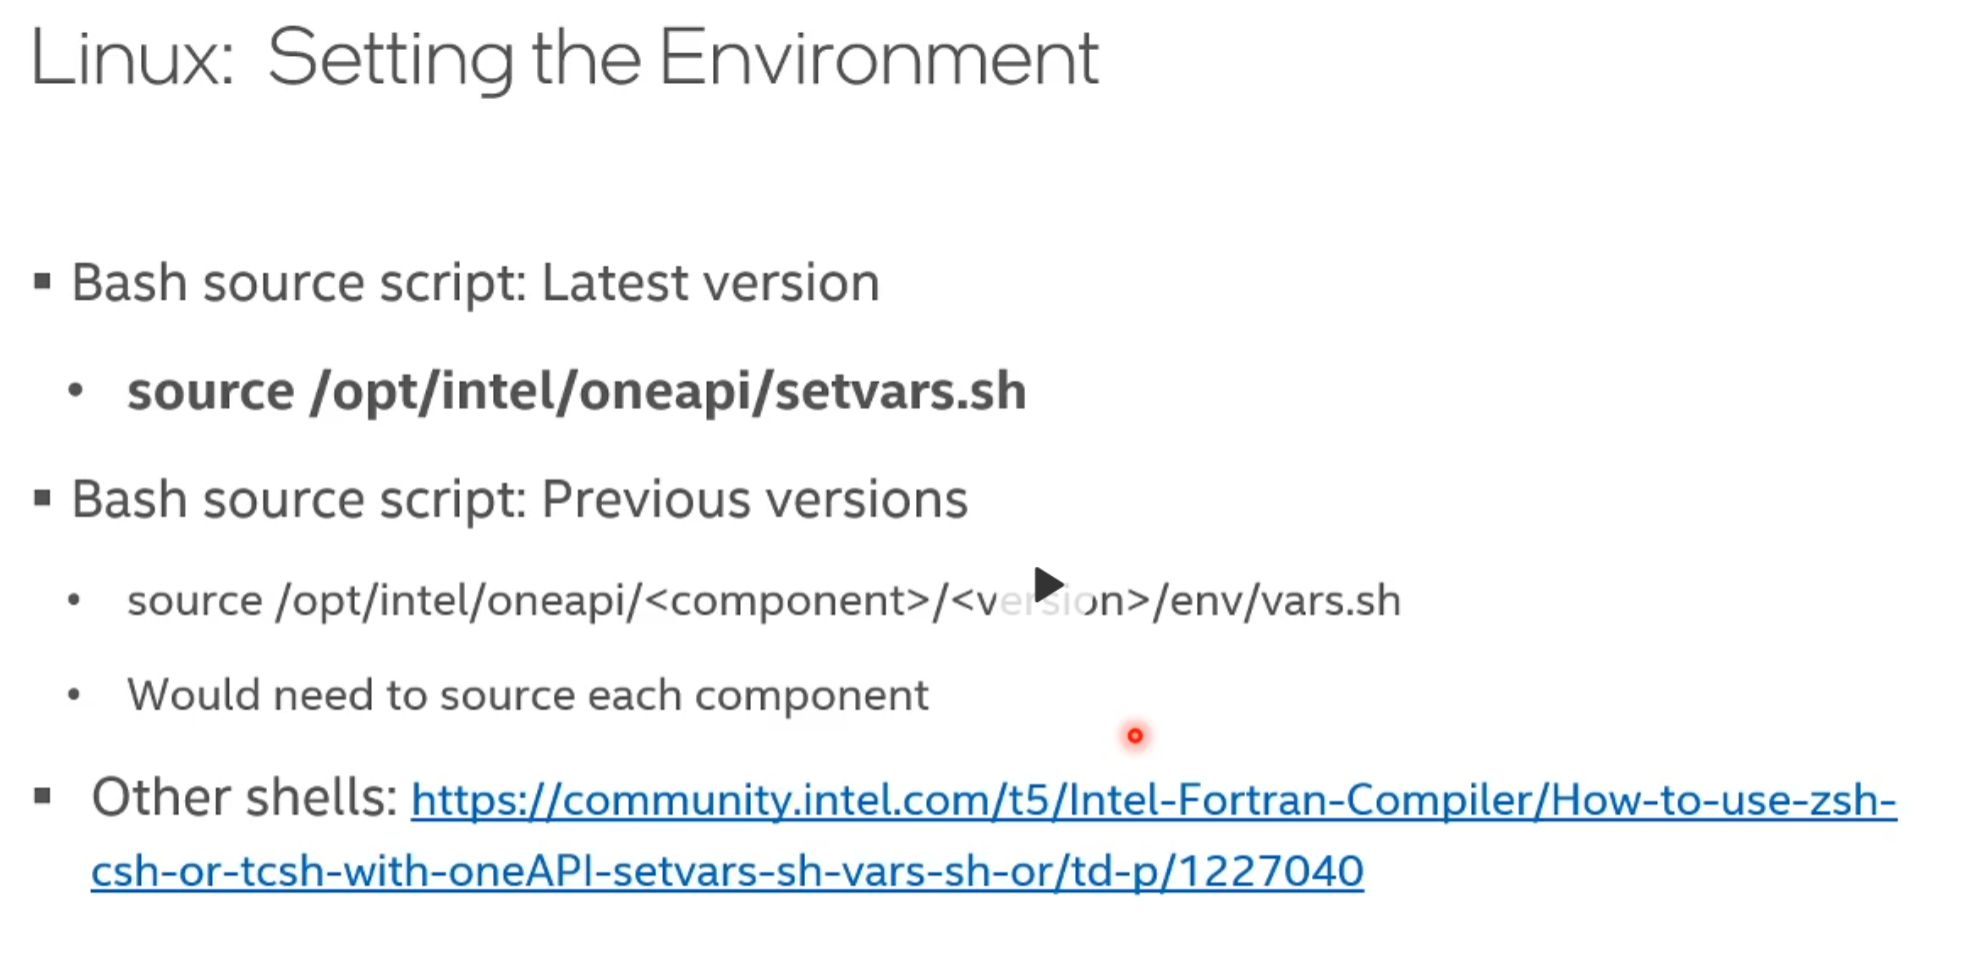 Linux: Setting the Environment
▪ Bash source script: Latest version
• source /opt/intel/oneapi/setvars.sh
▪ Bash source script: Previous versions
• source /opt/intel/oneapi/<component>/<version>/env/vars.sh
• Would need to source each component
▪ Other shells: https://community.intel.com/t5/Intel-Fortran-Compiler/How-to-use-zsh-
csh-or-tcsh-with-oneAPI-setvars-sh-vars-sh-or/td-p/1227040